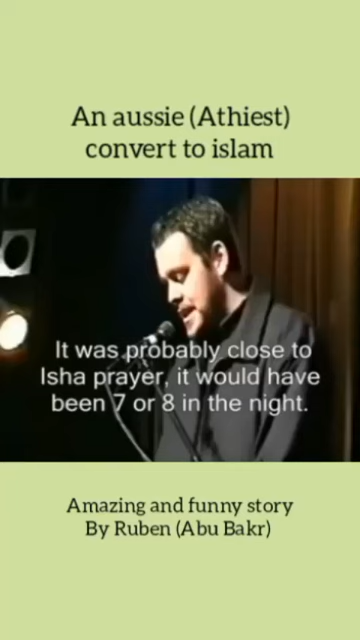 An aussie (Athiest)
convert to islam
It was probably close to
Isha prayer, it would have
been 7 or 8 in the night.
Amazing and funny story
By Ruben (Abu Bakr)